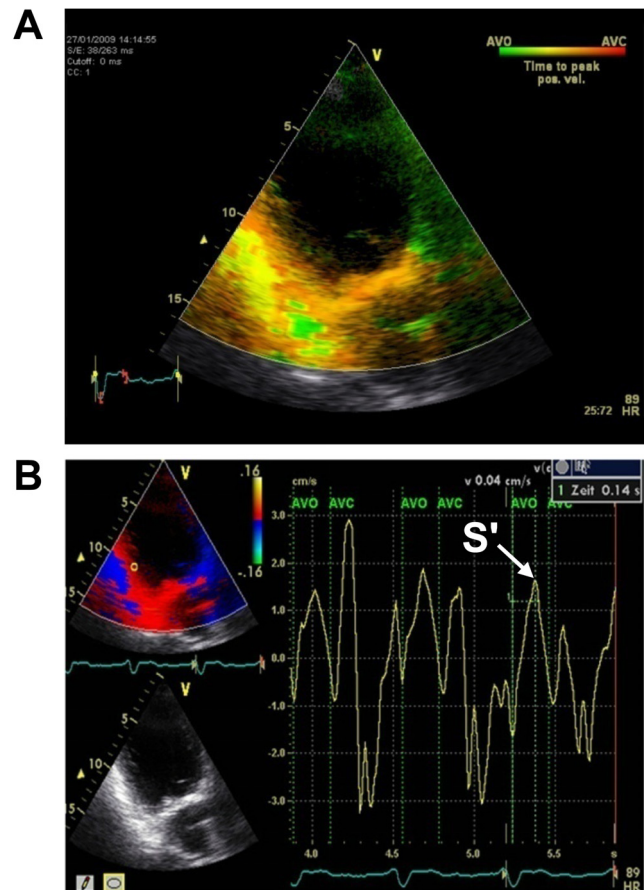 A
27/01/2009 14:14:55
S/E: 38/263 ms
Cutoff: 0 ms
CC: 1
V
AVO AVC
Time to peak
pos. vel.
5
10
15
89
HR
25:72
B
V
.16
-.16
5
10
15
V
5
10
15
cm/s
v 0.04 cm/s
v(c
1 Zeit 0.14 s
AVO AVC AVO AVC AVO AVC
S'
3.0
2.0
1.0
0.0
-1.0
-2.0
-3.0
4.0 4.5 5.0 5.5 s
89
HR